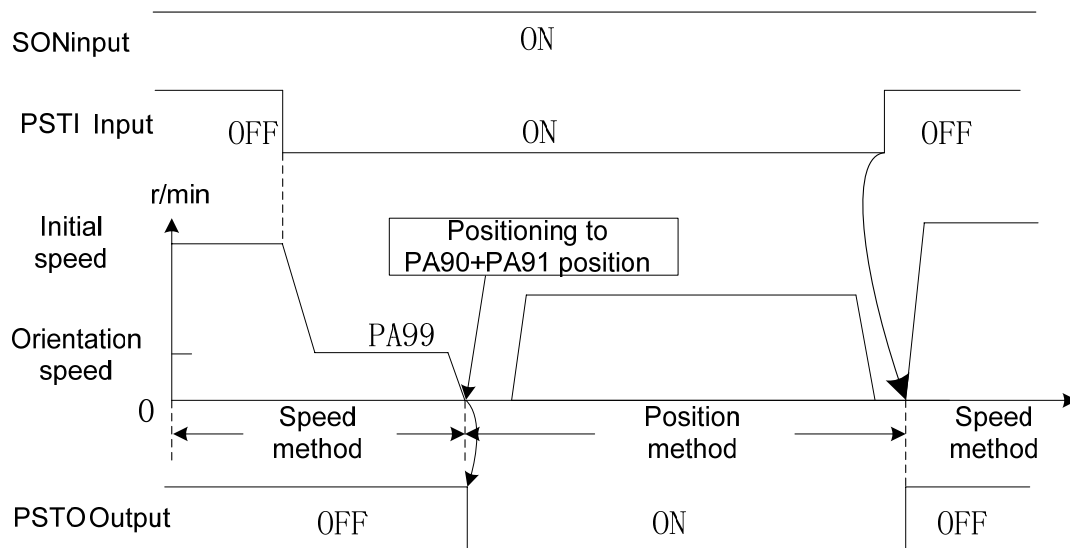 SONinput
ON
PSTI Input
OFF
ON
OFF
r/min
Initial
speed
Positioning to
PA90+PA91 position
PA99
Orientation
speed
0
Speed
method
Position
method
Speed
method
PSTO Output
OFF
ON
OFF